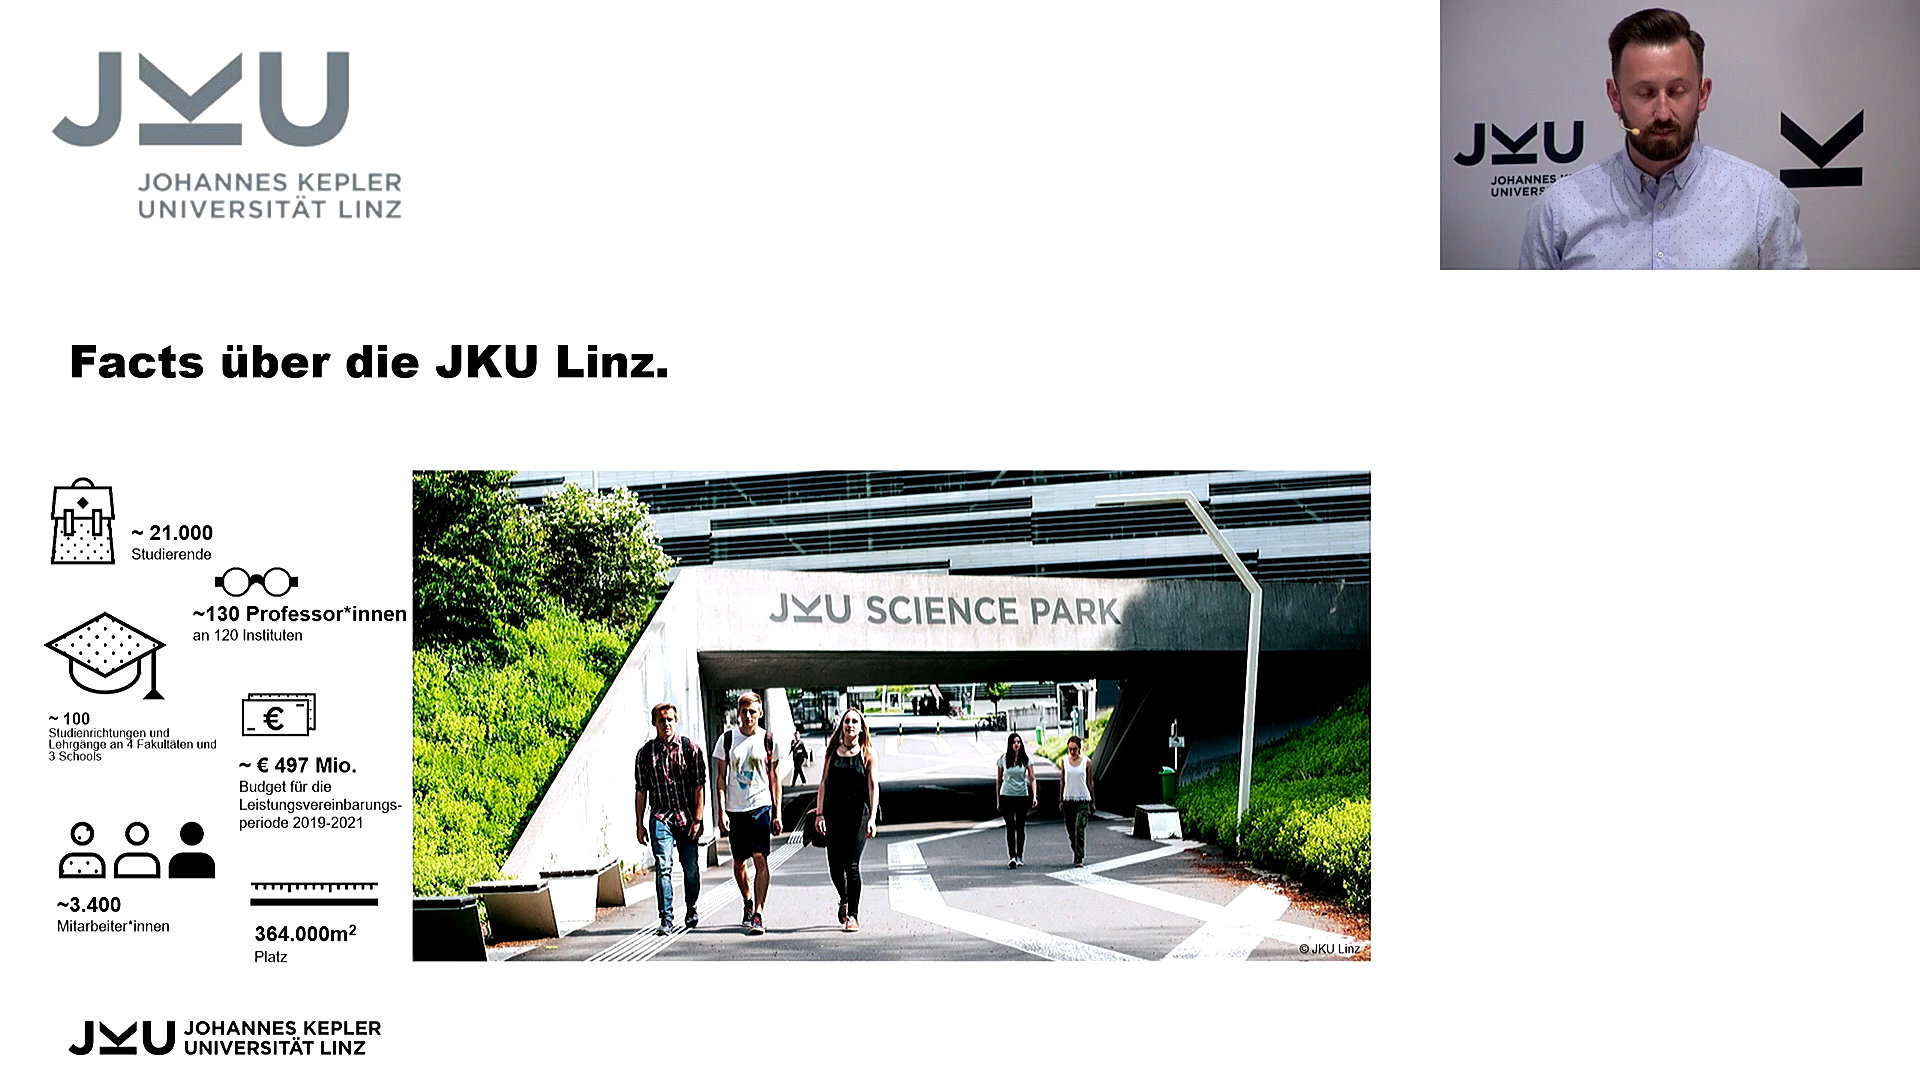 JKU
JOHANNES KEPLER
UNIVERSITÄT LINZ
JKU
JOHANNES
UNIVERS
Facts über die JKU Linz.
~ 21.000
Studierende
~130 Professor*innen
an 120 Instituten
~ 100
Studienrichtungen und
Lehrgänge an 4 Fakultäten und
3 Schools
€
~ € 497 Mio.
Budget für die
Leistungsvereinbarungs-
periode 2019-2021
~3.400
Mitarbeiter*innen
364.000m²
Platz
JKU SCIENCE PARK
© JKU Linz
JKU JOHANNES KEPLER
UNIVERSITÄT LINZ